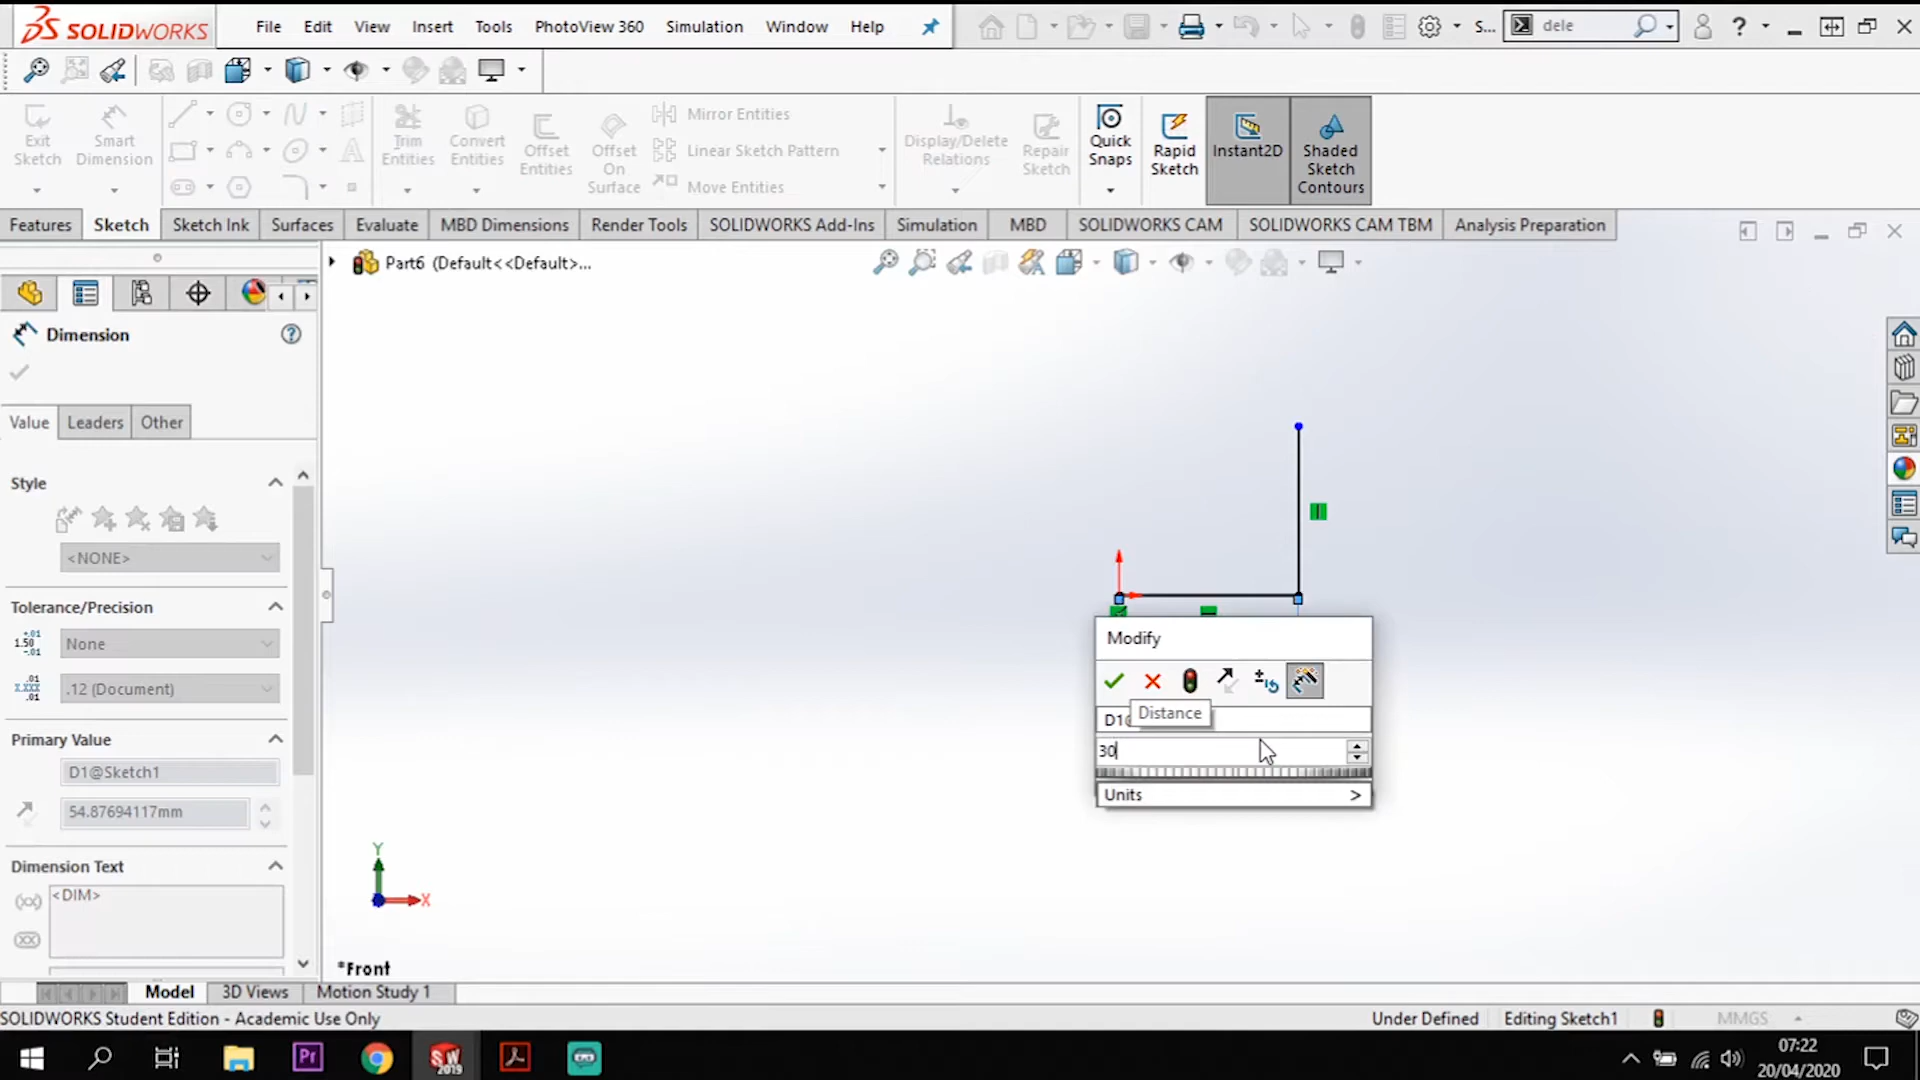 SOLIDWORKS File Edit View Insert Tools PhotoView 360 Simulation Window Help S... dele ?
Exit Sketch
Smart Dimension
Trim Entities
Convert Entities
Offset Entities
Offset On Surface
Mirror Entities
Linear Sketch Pattern
Move Entities
Display/Delete Relations
Repair Sketch
Quick Snaps
Rapid Sketch
Instant2D
Shaded Sketch Contours
Features Sketch Sketch Ink Surfaces Evaluate MBD Dimensions Render Tools SOLIDWORKS Add-Ins Simulation MBD SOLIDWORKS CAM SOLIDWORKS CAM TBM Analysis Preparation
Part6 (Default<<Default>...
Dimension ?
Value Leaders Other
Style
<NONE>
Tolerance/Precision
None
.12 (Document)
Primary Value
D1@Sketch1
54.87694117mm
Dimension Text
<DIM>
Modify
Distance
30
Units >
Y
X
*Front
Model 3D Views Motion Study 1
SOLIDWORKS Student Edition - Academic Use Only Under Defined Editing Sketch1 MMGS
Pr SW 2019
07:22
20/04/2020